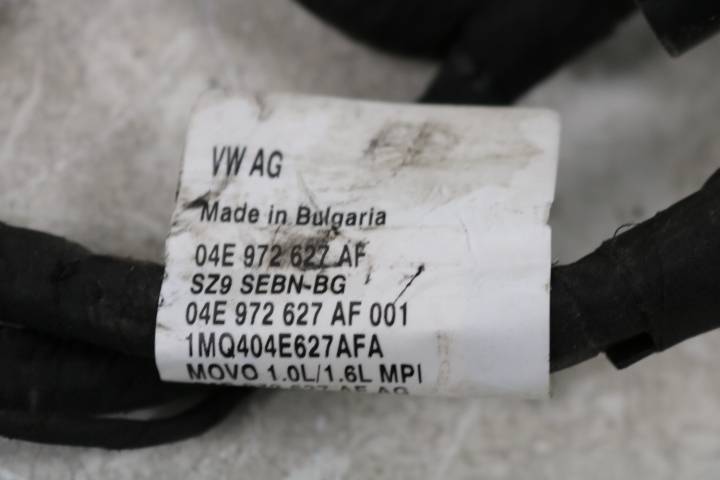 VW AG
Made in Bulgaria
04E 972 627 AF
SZ9 SEBN-BG
04E 972 627 AF 001
1MQ404E627AFA
MOVO 1.0L/1.6L MPI